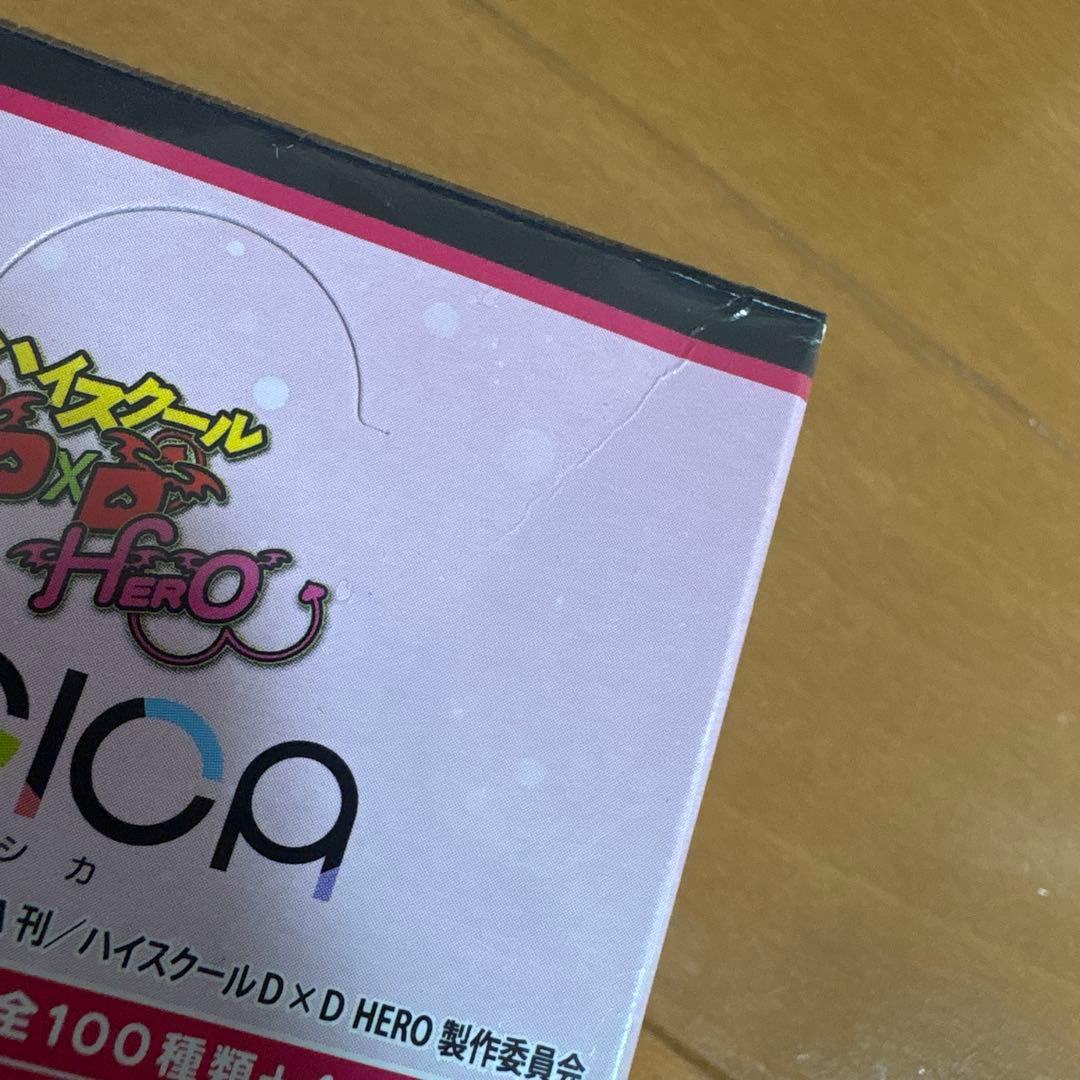 ハイスクール
D×D
HERO
シカ
刊／ハイスクールD×D HERO 製作委員会
全100種類